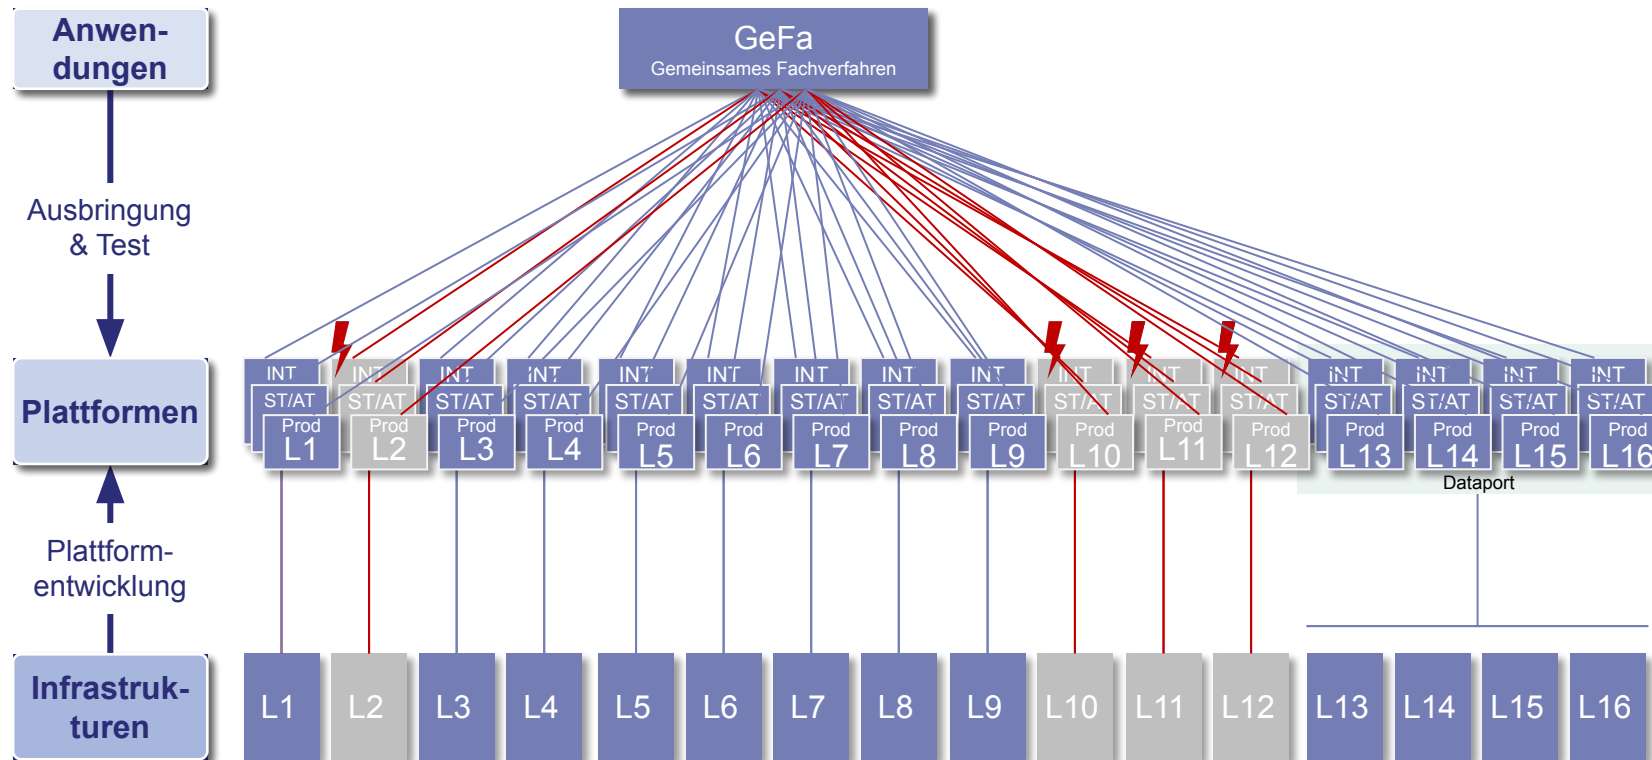 Anwen-
dungen
GeFa
Gemeinsames Fachverfahren
Ausbringung
& Test
Plattformen
INT INT INT INT INT INT INT INT INT INT INT INT INT INT INT INT
ST/AT ST/AT ST/AT ST/AT ST/AT ST/AT ST/AT ST/AT ST/AT ST/AT ST/AT ST/AT ST/AT ST/AT ST/AT ST/AT
Prod Prod Prod Prod Prod Prod Prod Prod Prod Prod Prod Prod Prod Prod Prod Prod
L1 L2 L3 L4 L5 L6 L7 L8 L9 L10 L11 L12 L13 L14 L15 L16
Dataport
Plattform-
entwicklung
Infrastruk-
turen
L1 L2 L3 L4 L5 L6 L7 L8 L9 L10 L11 L12 L13 L14 L15 L16